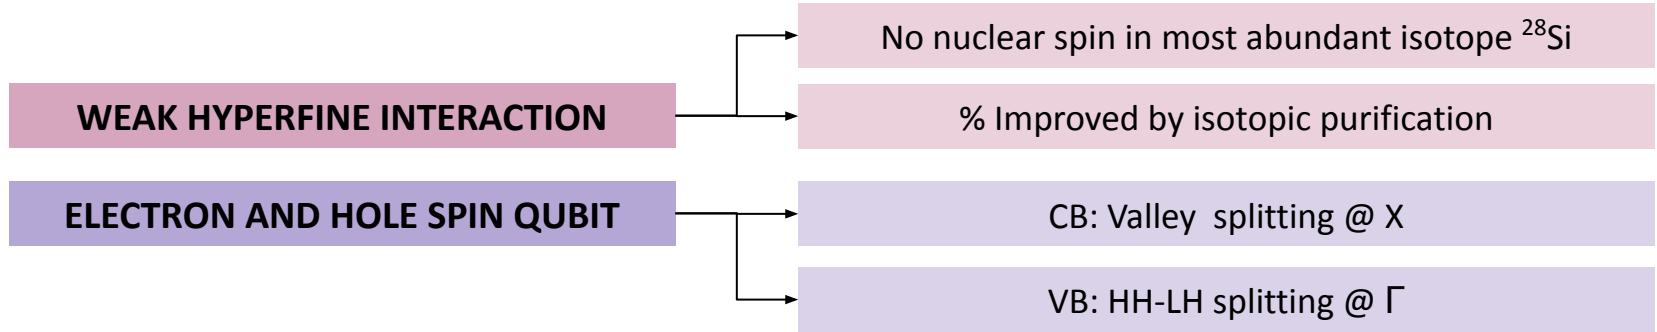 No nuclear spin in most abundant isotope ²⁸Si
WEAK HYPERFINE INTERACTION
% Improved by isotopic purification
ELECTRON AND HOLE SPIN QUBIT
CB: Valley  splitting @ X
VB: HH-LH splitting @ Γ